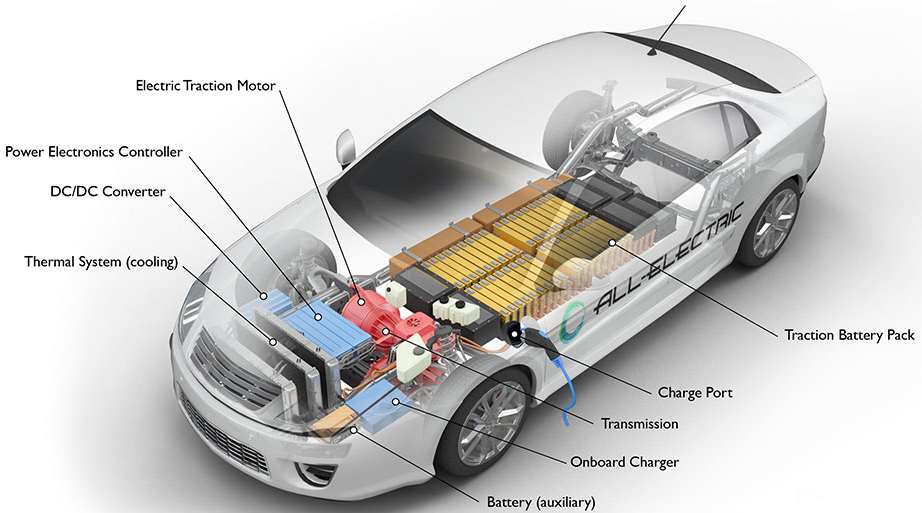 Electric Traction Motor
Power Electronics Controller
DC/DC Converter
Thermal System (cooling)
ALL-ELECTRIC
Traction Battery Pack
Charge Port
Transmission
Onboard Charger
Battery (auxiliary)